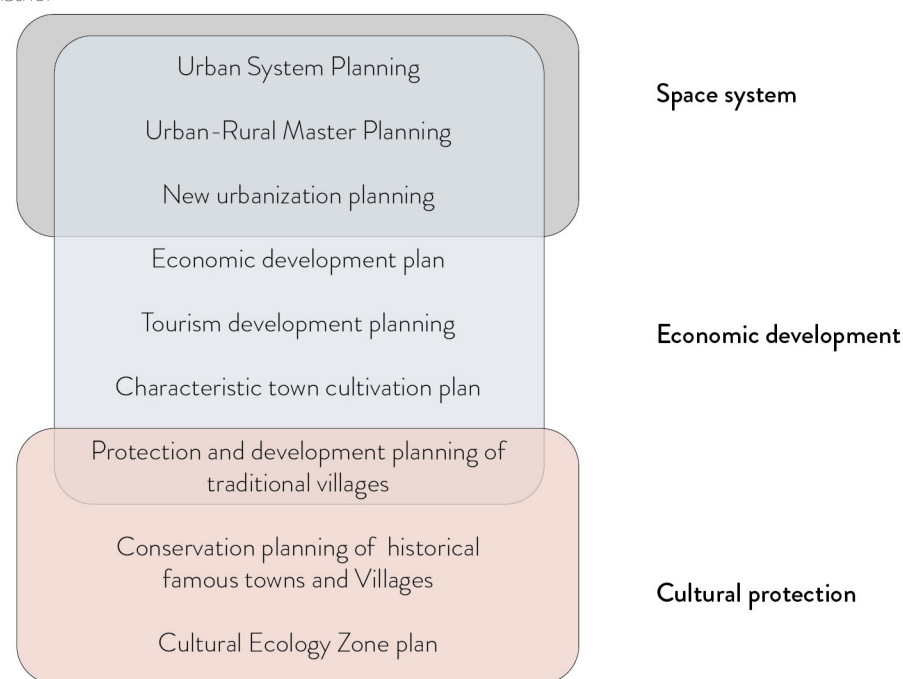 Urban System Planning
Space system
Urban-Rural Master Planning
New urbanization planning
Economic development plan
Tourism development planning
Economic development
Characteristic town cultivation plan
Protection and development planning of
traditional villages
Conservation planning of historical
famous towns and Villages
Cultural protection
Cultural Ecology Zone plan